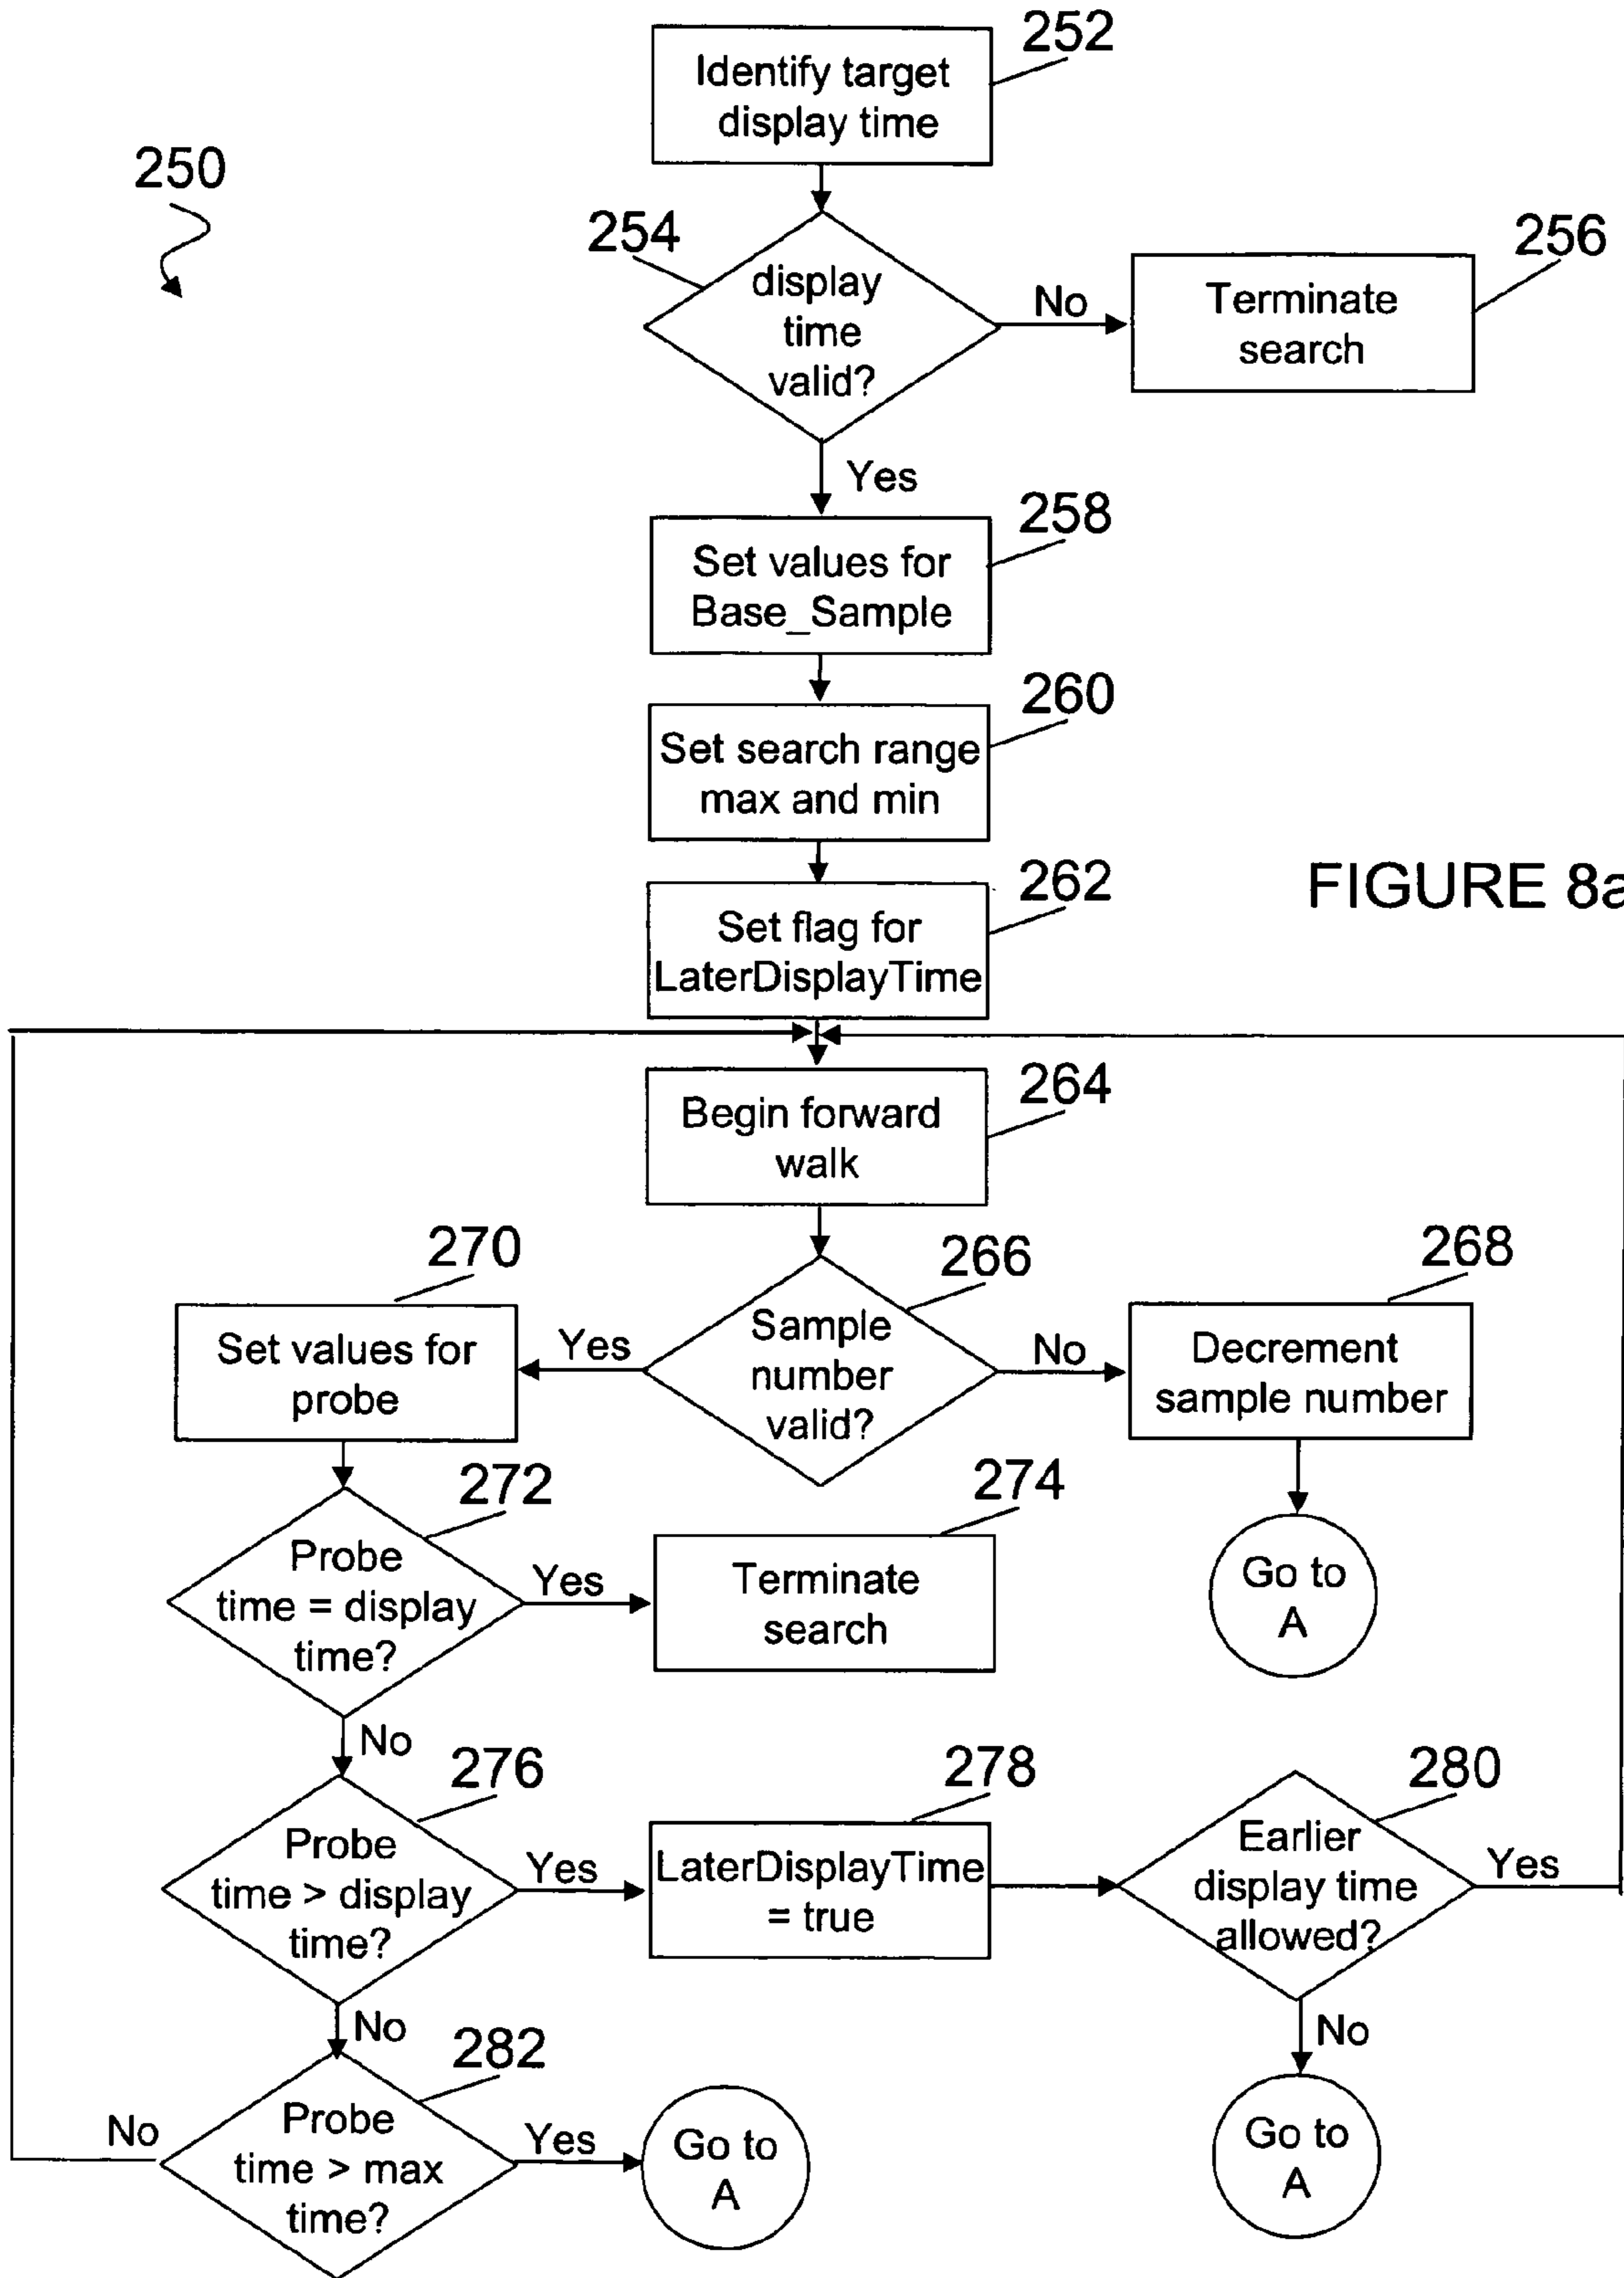 252
Identify target
display time
250
254
display
time
valid?
No
256
Terminate
search
Yes
258
Set values for
Base_Sample
260
Set search range
max and min
262
Set flag for
LaterDisplayTime
FIGURE 8a
264
Begin forward
walk
270
Set values for
probe
Yes
266
Sample
number
valid?
No
268
Decrement
sample number
Go to
A
272
Probe
time = display
time?
Yes
274
Terminate
search
No
276
Probe
time > display
time?
Yes
278
LaterDisplayTime
= true
280
Earlier
display time
allowed?
Yes
No
Go to
A
No
282
Probe
time > max
time?
No
Yes
Go to
A